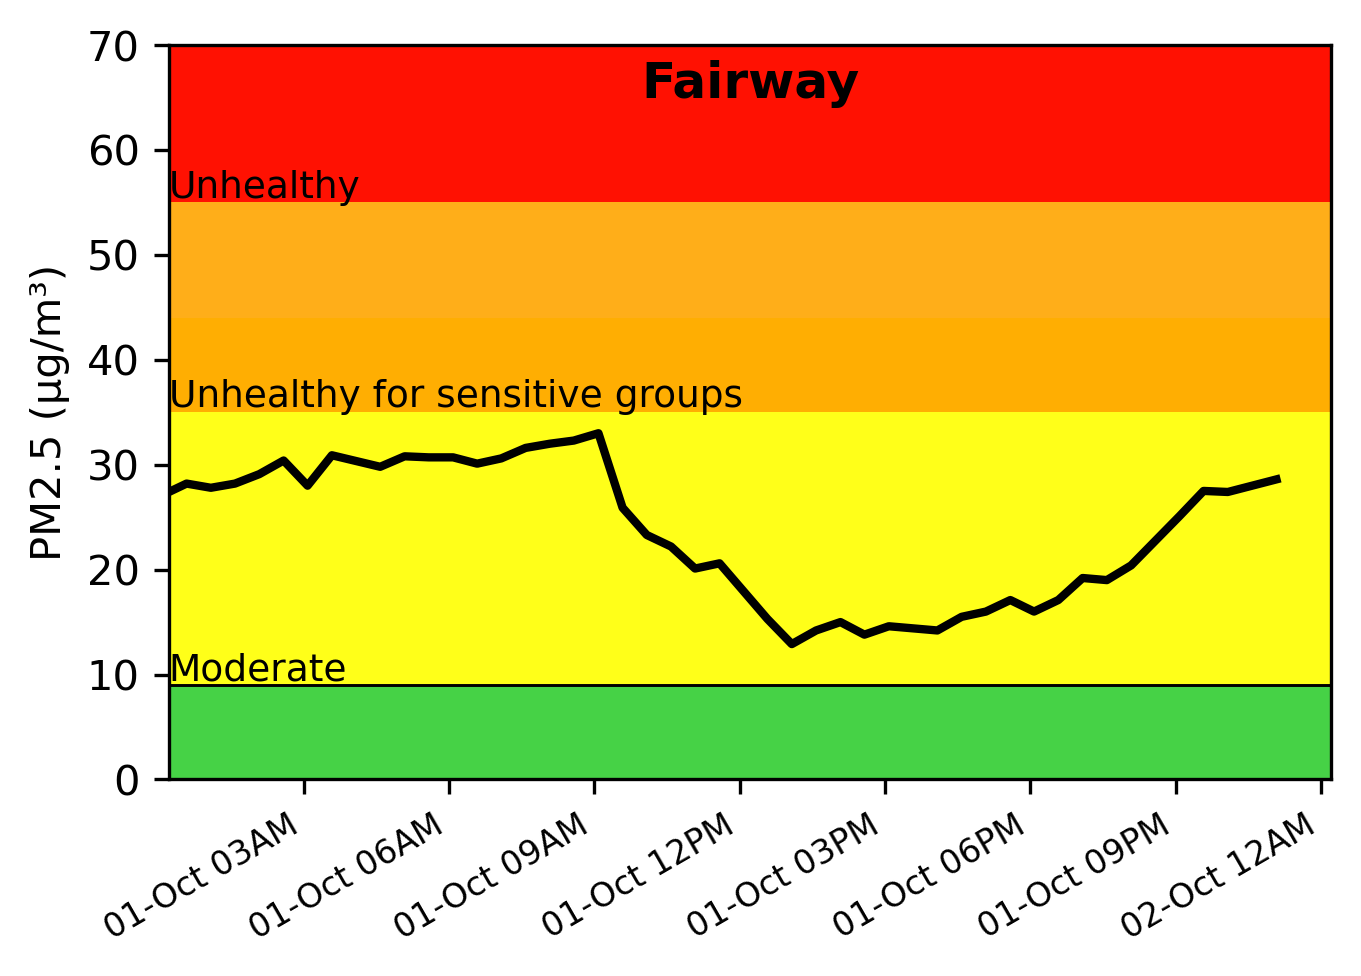 Fairway
PM2.5 (µg/m³)
70
60
50
40
30
20
10
0
Unhealthy
Unhealthy for sensitive groups
Moderate
01-Oct 03AM
01-Oct 06AM
01-Oct 09AM
01-Oct 12PM
01-Oct 03PM
01-Oct 06PM
01-Oct 09PM
02-Oct 12AM